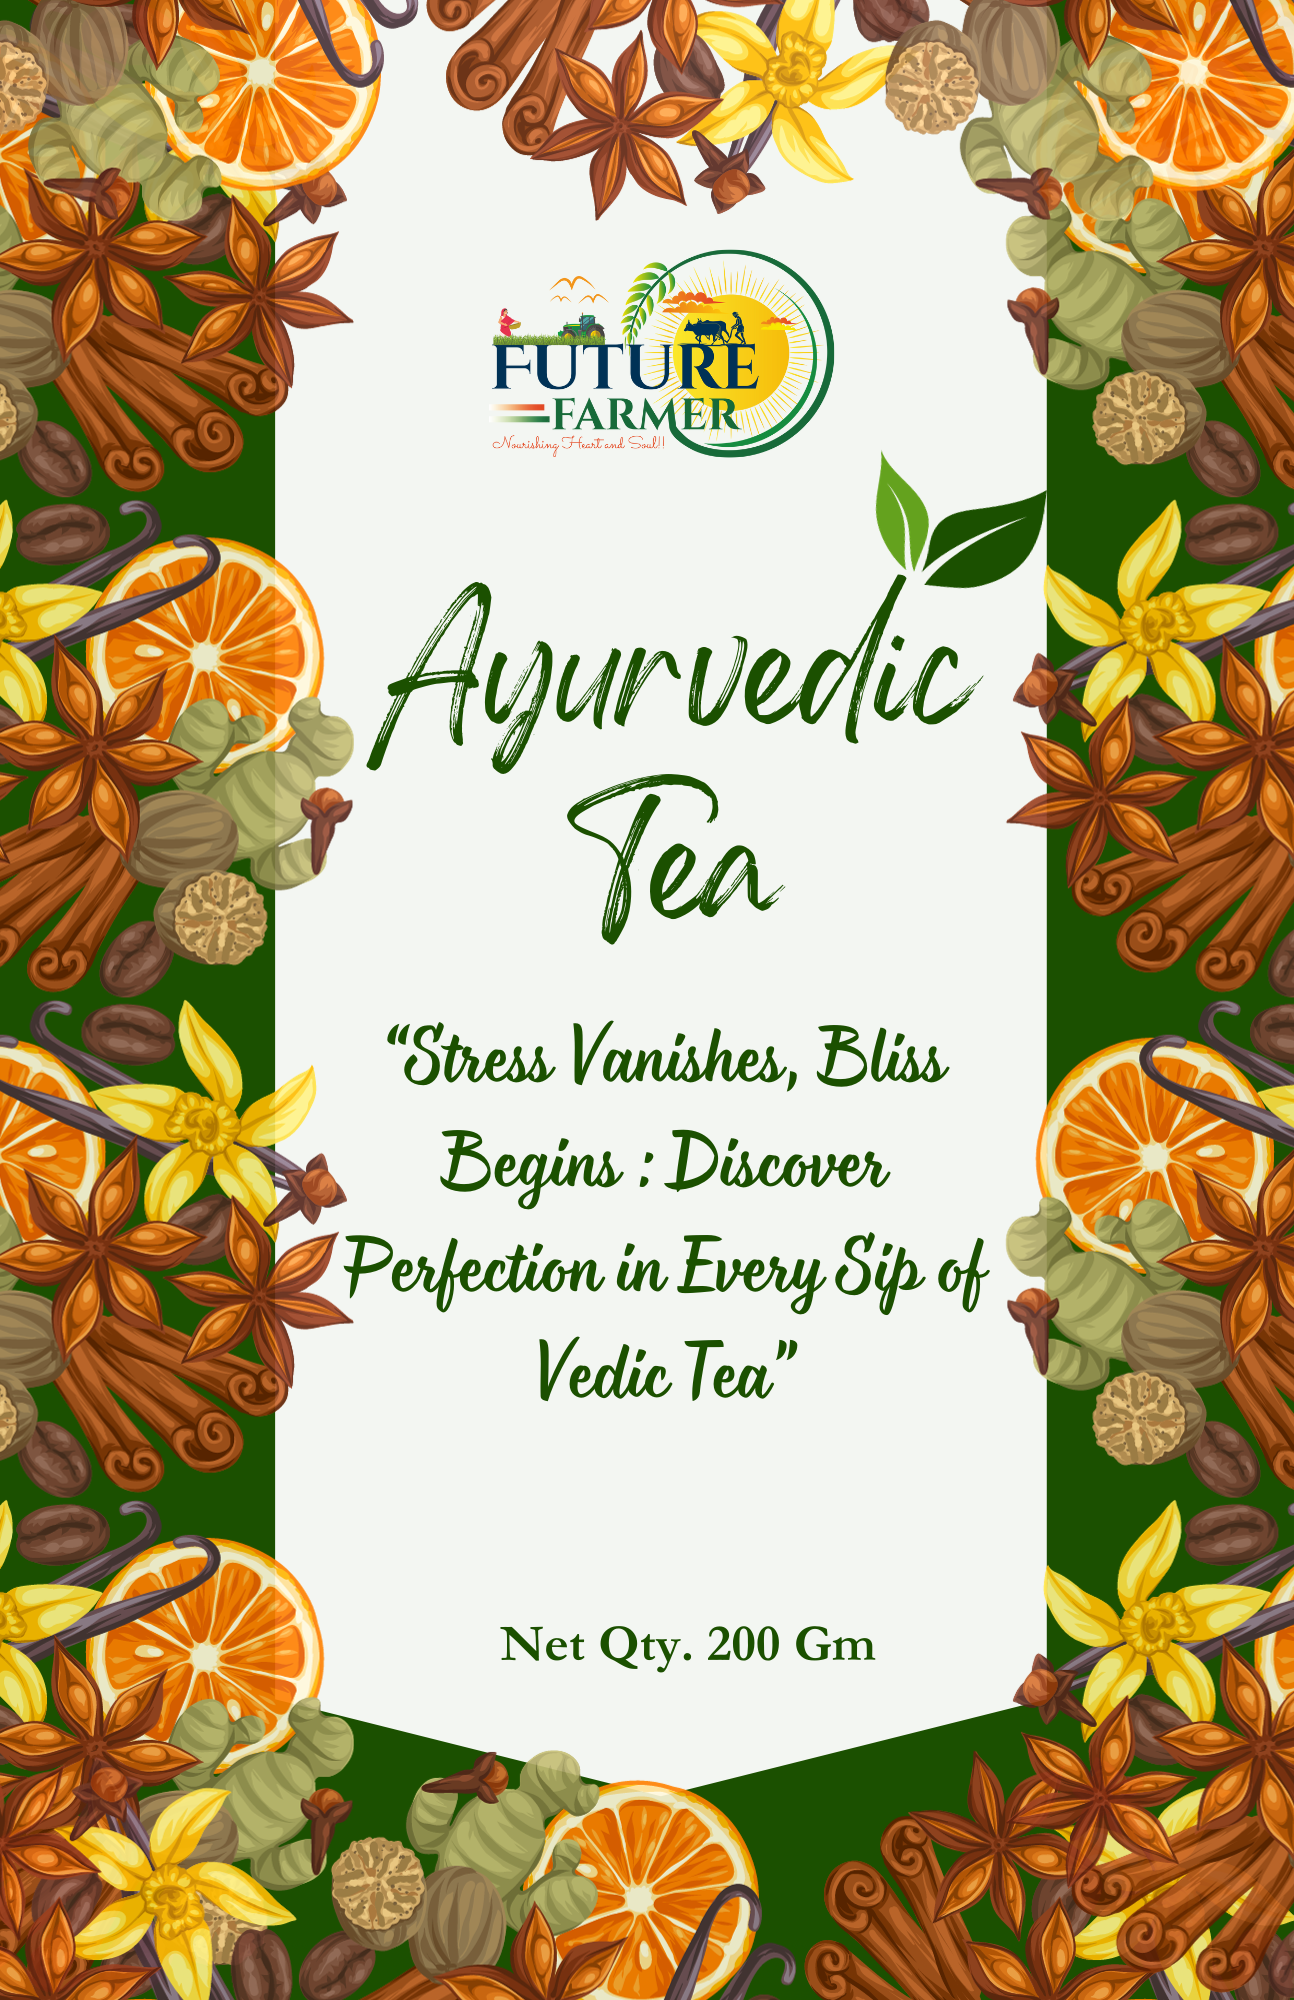 FUTURE
FARMER
Nourishing Heart and Soul!!
Ayurvedic
Tea
“Stress Vanishes, Bliss
Begins : Discover
Perfection in Every Sip of
Vedic Tea”
Net Qty. 200 Gm